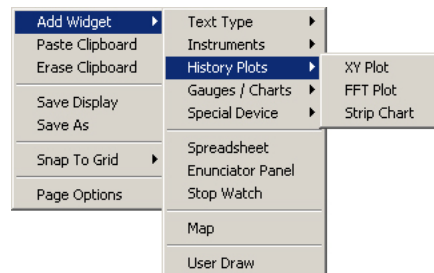 Add Widget
Paste Clipboard
Erase Clipboard
Save Display
Save As
Snap To Grid
Page Options
Text Type
Instruments
History Plots
Gauges / Charts
Special Device
Spreadsheet
Enunciator Panel
Stop Watch
Map
User Draw
XY Plot
FFT Plot
Strip Chart